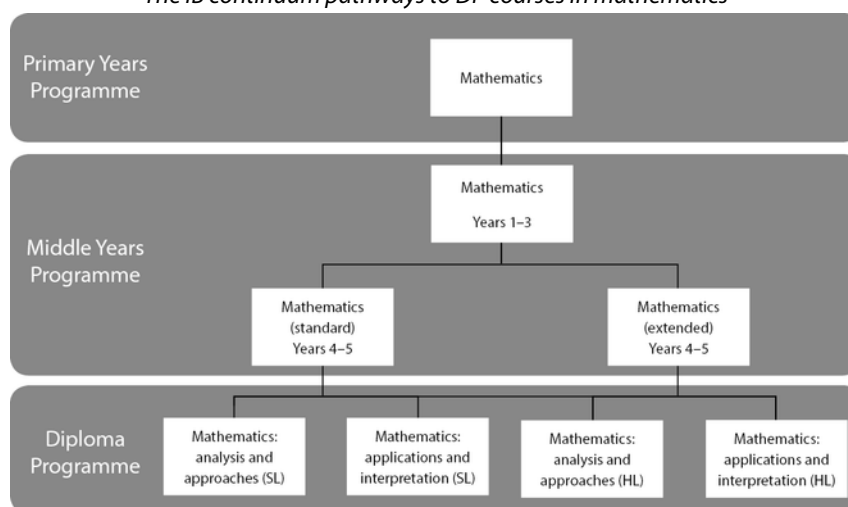 The IB continuum pathways to DP courses in mathematics
Primary Years
Programme
Mathematics
Middle Years
Programme
Mathematics
Years 1–3
Mathematics
(standard)
Years 4–5
Mathematics
(extended)
Years 4–5
Diploma
Programme
Mathematics:
analysis and
approaches (SL)
Mathematics:
applications and
interpretation (SL)
Mathematics:
analysis and
approaches (HL)
Mathematics:
applications and
interpretation (HL)